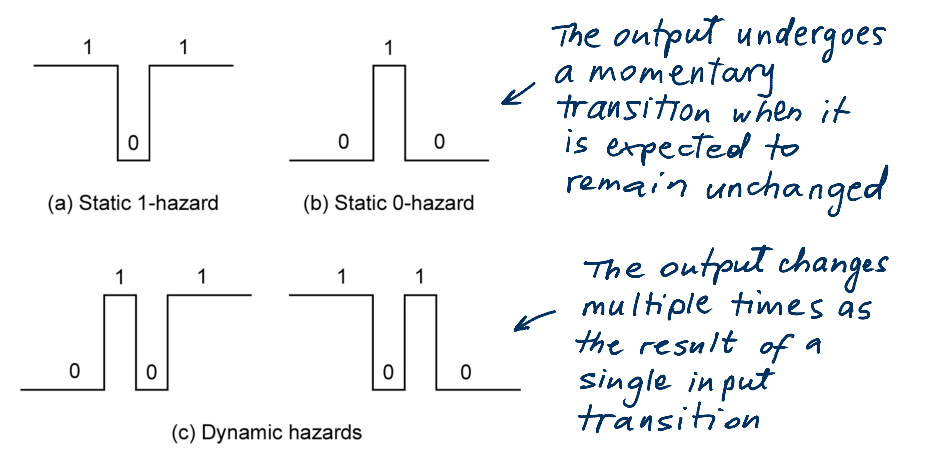 1 1
0
(a) Static 1-hazard
1
0 0
(b) Static 0-hazard
The output undergoes
a momentary
transition when it
is expected to
remain unchanged
1 1
0 0
1 1
0 0
(c) Dynamic hazards
The output changes
multiple times as
the result of a
single input
transition